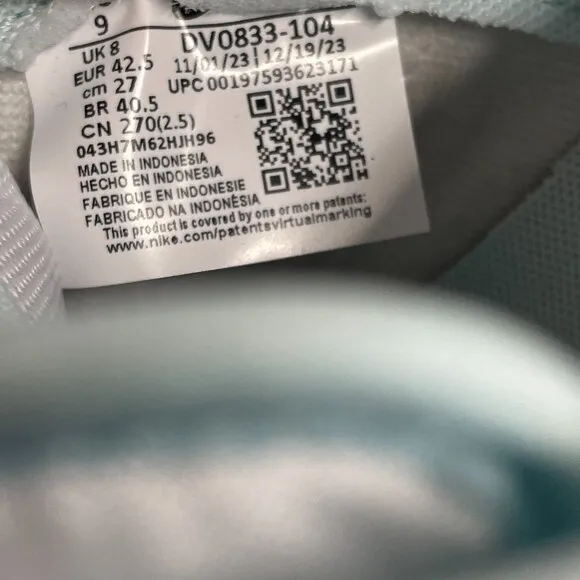 9
UK 8
EUR 42.5
cm 27
BR 40.5
CN 270(2.5)
DV0833-104
11/01/23 | 12/19/23
UPC 00197593623171
043H7M62HJH96
MADE IN INDONESIA
HECHO EN INDONESIA
FABRIQUE EN INDONESIE
FABRICADO NA INDONÉSIA
H
This product is covered by one or more patents:
www.nike.com/patentsvirtualmarking